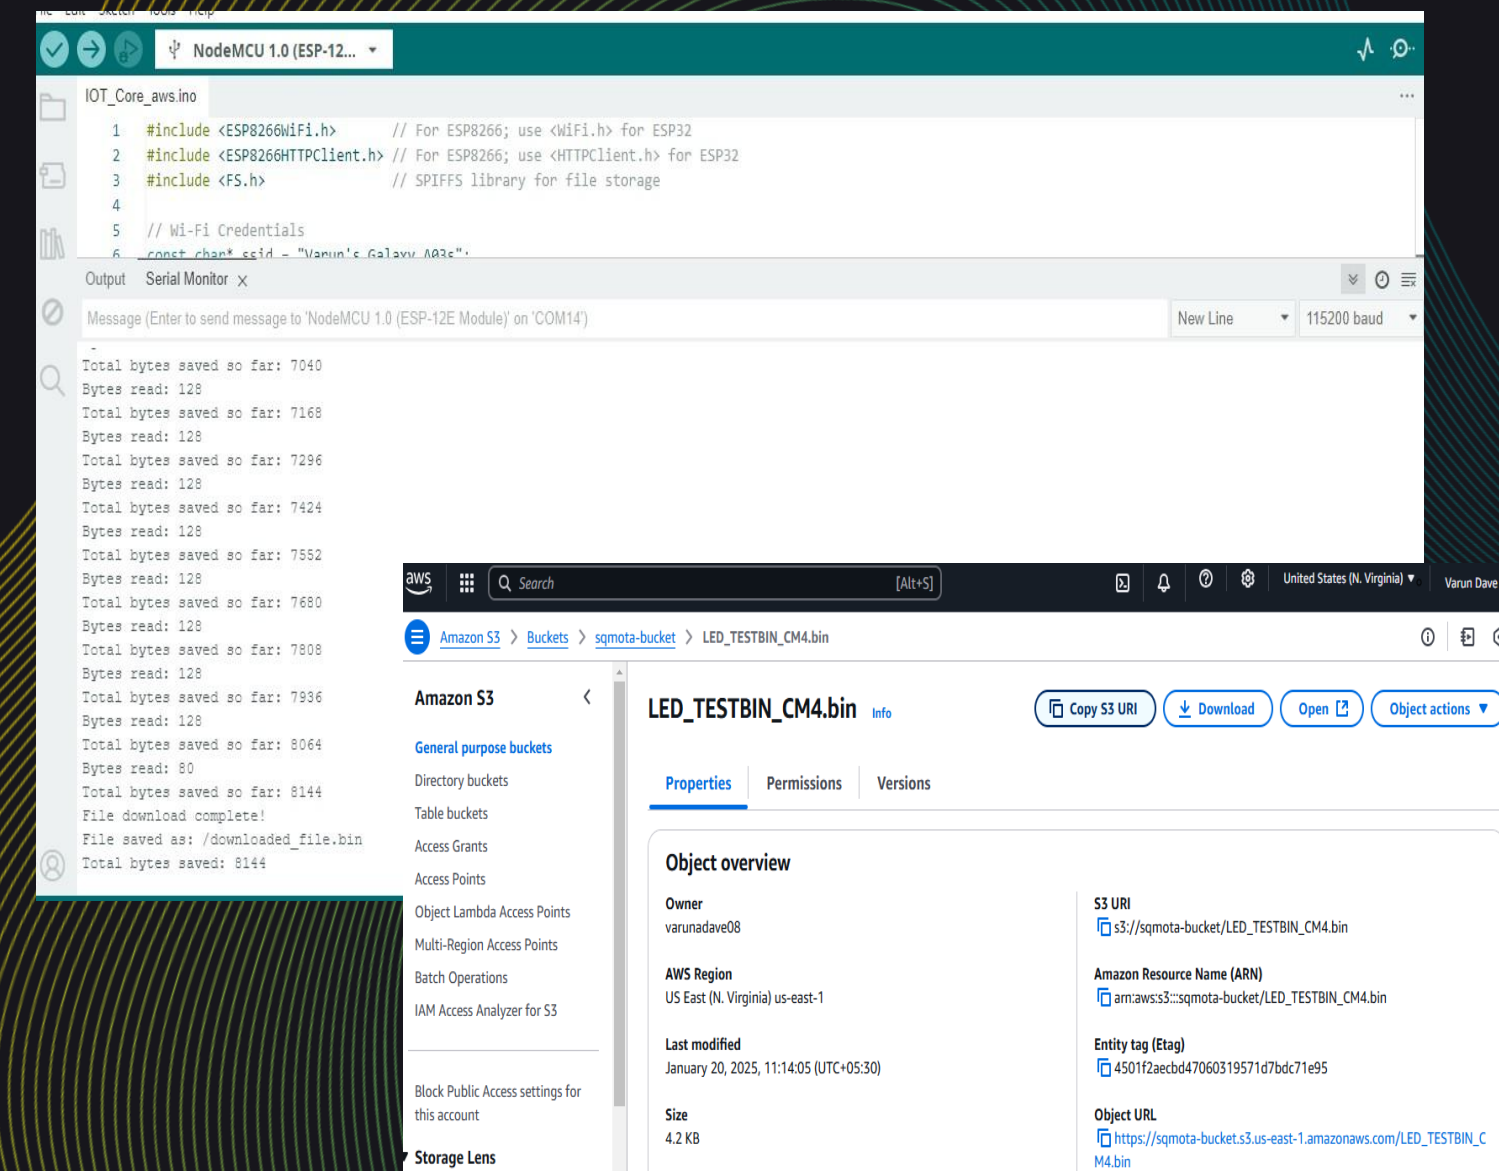 File Edit Sketch Tools Help
NodeMCU 1.0 (ESP-12...
IOT_Core_aws.ino
...
1 #include <ESP8266WiFi.h> // For ESP8266; use <WiFi.h> for ESP32
2 #include <ESP8266HTTPClient.h> // For ESP8266; use <HTTPClient.h> for ESP32
3 #include <FS.h> // SPIFFS library for file storage
4
5 // Wi-Fi Credentials
6 const char* ssid = "Varun's Galaxy A03s";
Output Serial Monitor x
Message (Enter to send message to 'NodeMCU 1.0 (ESP-12E Module)' on 'COM14')
New Line 115200 baud
Total bytes saved so far: 7040
Bytes read: 128
Total bytes saved so far: 7168
Bytes read: 128
Total bytes saved so far: 7296
Bytes read: 128
Total bytes saved so far: 7424
Bytes read: 128
Total bytes saved so far: 7552
Bytes read: 128
Total bytes saved so far: 7680
Bytes read: 128
Total bytes saved so far: 7808
Bytes read: 128
Total bytes saved so far: 7936
Bytes read: 128
Total bytes saved so far: 8064
Bytes read: 80
Total bytes saved so far: 8144
File download complete!
File saved as: /downloaded_file.bin
Total bytes saved: 8144
aws
Search [Alt+S]
United States (N. Virginia) ▼
Varun Dave
Amazon S3 > Buckets > sqmota-bucket > LED_TESTBIN_CM4.bin
Amazon S3
General purpose buckets
Directory buckets
Table buckets
Access Grants
Access Points
Object Lambda Access Points
Multi-Region Access Points
Batch Operations
IAM Access Analyzer for S3
Block Public Access settings for
this account
Storage Lens
LED_TESTBIN_CM4.bin Info
Copy S3 URI
Download
Open
Object actions ▼
Properties
Permissions
Versions
Object overview
Owner
varunadave08
AWS Region
US East (N. Virginia) us-east-1
Last modified
January 20, 2025, 11:14:05 (UTC+05:30)
Size
4.2 KB
S3 URI
s3://sqmota-bucket/LED_TESTBIN_CM4.bin
Amazon Resource Name (ARN)
arn:aws:s3:::sqmota-bucket/LED_TESTBIN_CM4.bin
Entity tag (Etag)
4501f2aecbd47060319571d7bdc71e95
Object URL
https://sqmota-bucket.s3.us-east-1.amazonaws.com/LED_TESTBIN_C
M4.bin